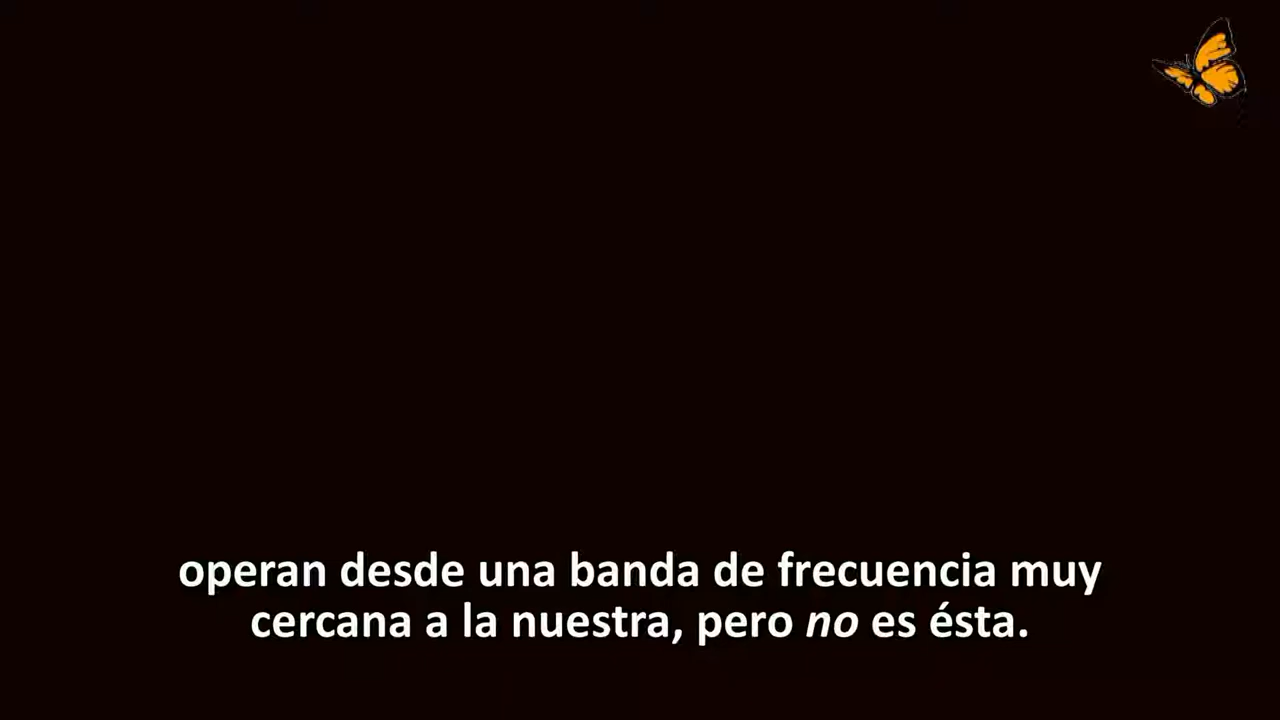 operan desde una banda de frecuencia muy
cercana a la nuestra, pero no es ésta.